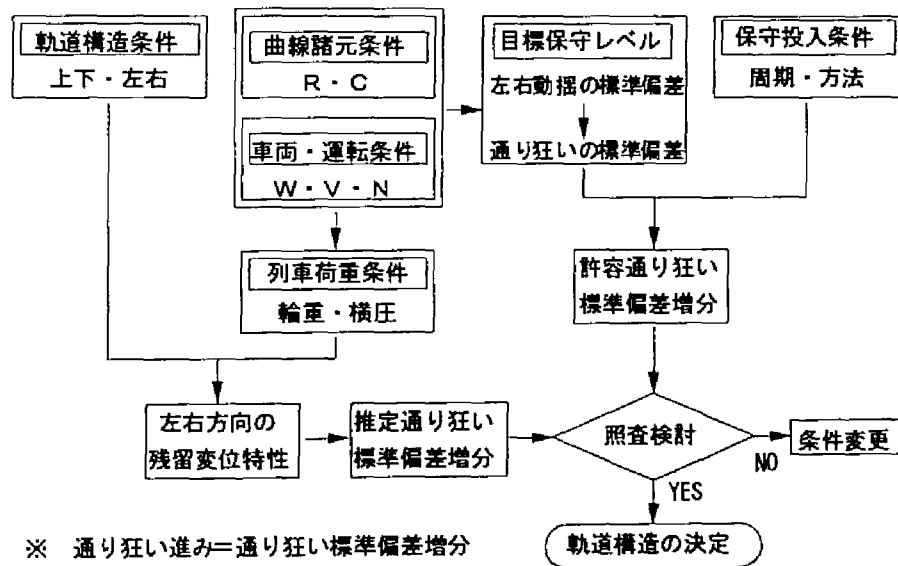 軌道構造条件
上下・左右
曲線諸元条件
R・C
車両・運転条件
W・V・N
目標保守レベル
左右動揺の標準偏差
通り狂いの標準偏差
保守投入条件
周期・方法
列車荷重条件
輪重・横圧
許容通り狂い
標準偏差増分
左右方向の
残留変位特性
推定通り狂い
標準偏差増分
照査検討
NO
条件変更
YES
軌道構造の決定
※ 通り狂い進み=通り狂い標準偏差増分